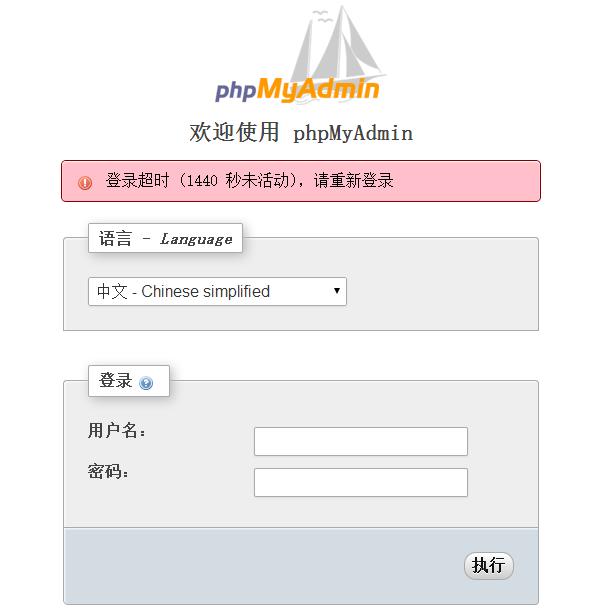 phpMyAdmin
欢迎使用 phpMyAdmin
登录超时 (1440 秒未活动)，请重新登录
语言 - Language
中文 - Chinese simplified
登录
用户名：
密码：
执行